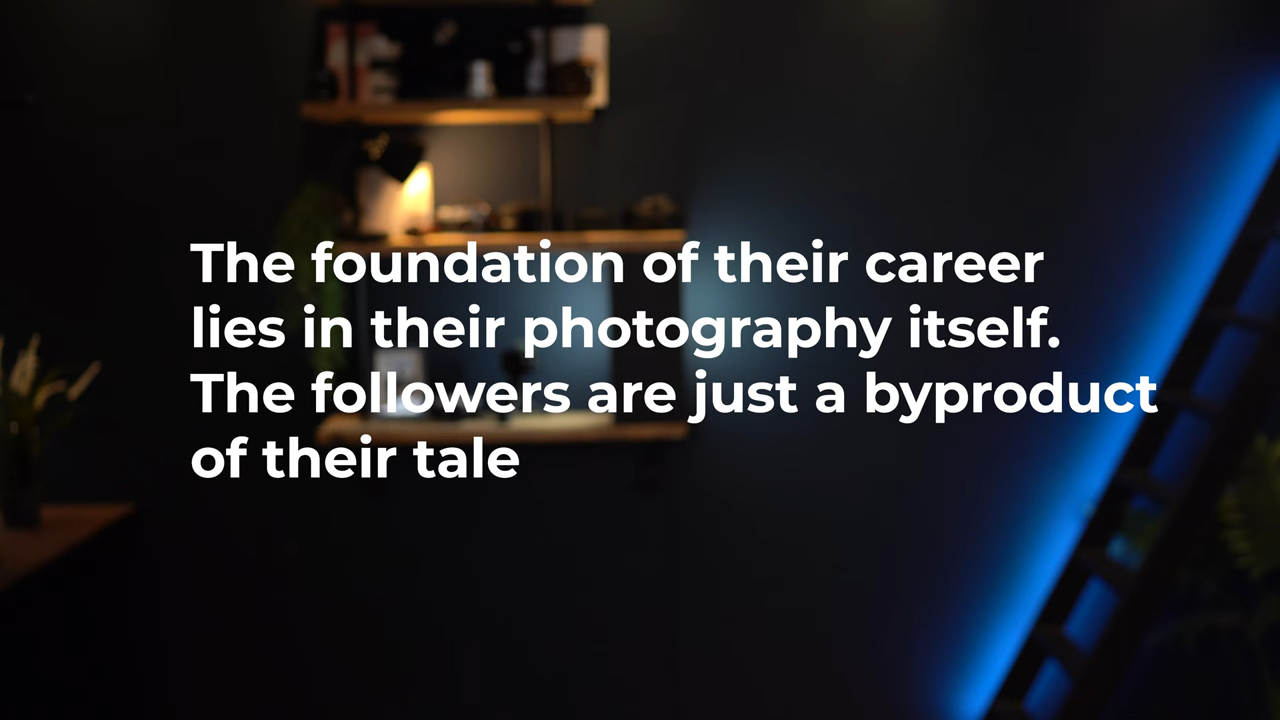 The foundation of their career
lies in their photography itself.
The followers are just a byproduct
of their tale